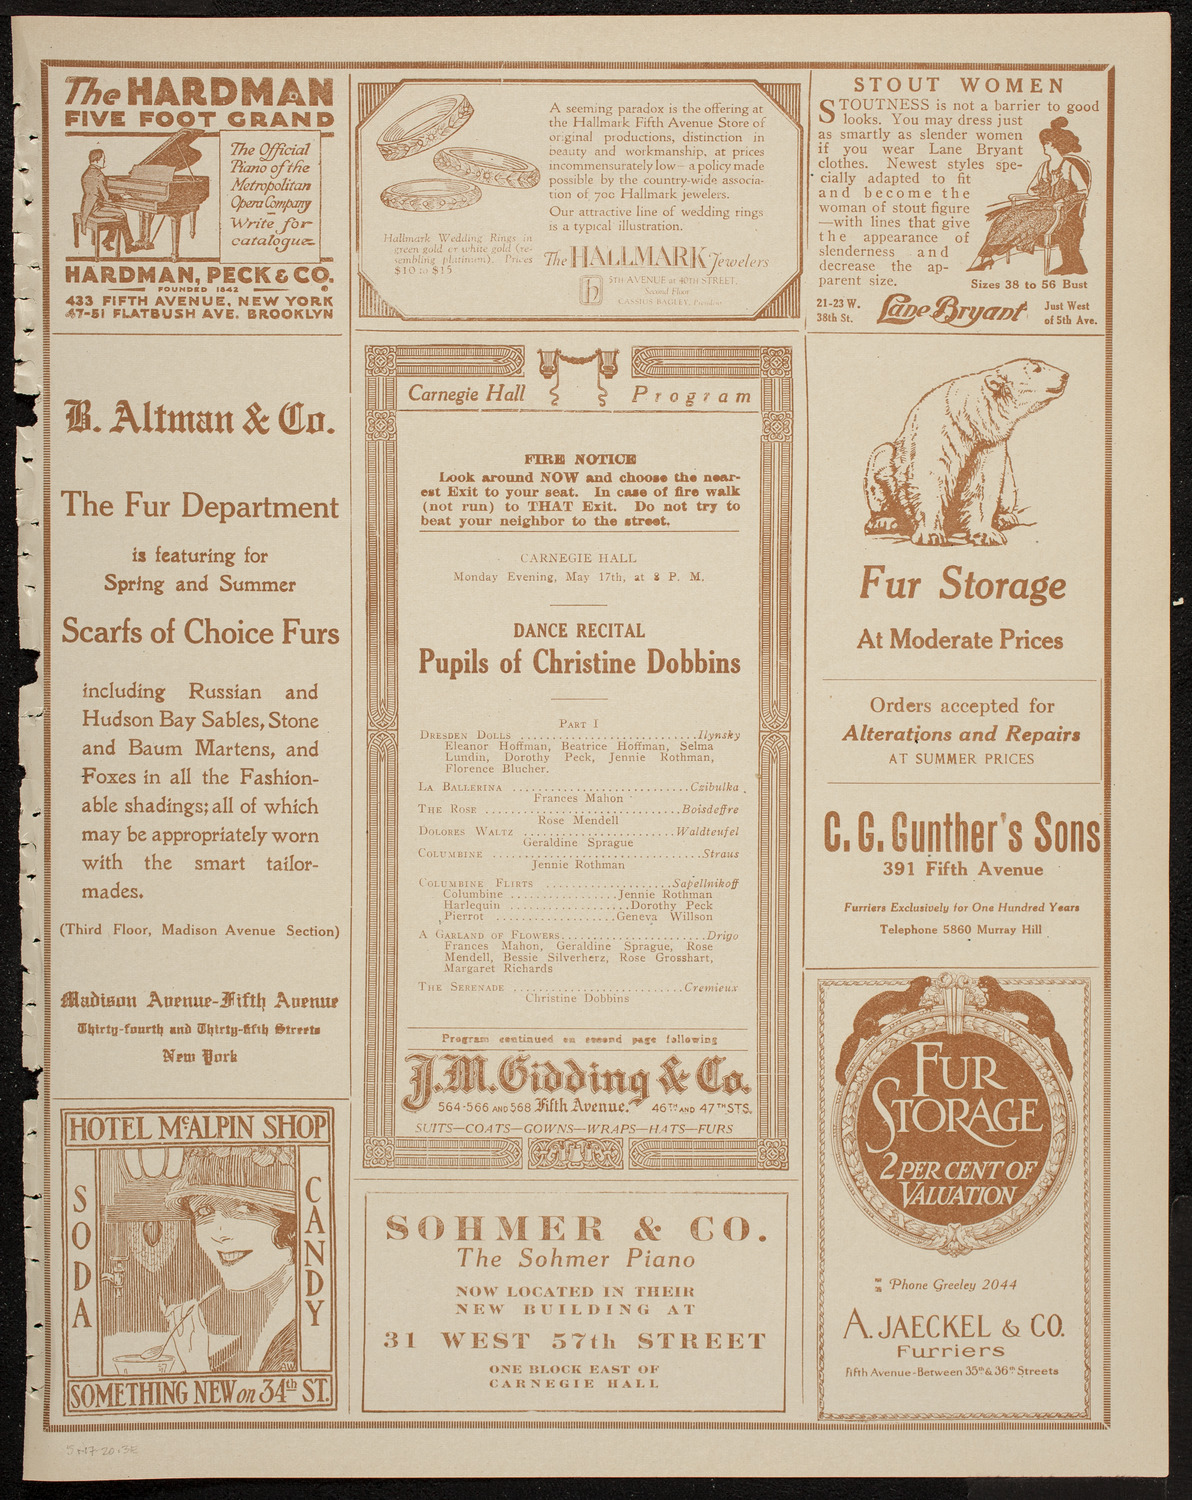 The HARDMAN
FIVE FOOT GRAND
The Official
Piano of the
Metropolitan
Opera Company
Write for
catalogue
HARDMAN, PECK & CO.
FOUNDED 1842
433 FIFTH AVENUE, NEW YORK
47-51 FLATBUSH AVE. BROOKLYN
A seeming paradox is the offering at
the Hallmark Fifth Avenue Store of
original productions, distinction in
beauty and workmanship, at prices
incommensurately low—a policy made
possible by the country-wide associa-
tion of 700 Hallmark jewelers.
Our attractive line of wedding rings
is a typical illustration.
Hallmark Wedding Rings in
green gold or white gold (re-
sembling platinum). Prices
$10 to $15
The HALLMARK Jewelers
5TH AVENUE at 40TH STREET,
Second Floor
CASSIUS BAGLEY, President
STOUT WOMEN
STOUTNESS is not a barrier to good
looks. You may dress just
as smartly as slender women
if you wear Lane Bryant
clothes. Newest styles spe-
cially adapted to fit
and become the
woman of stout figure
—with lines that give
the appearance of
slenderness and
decrease the ap-
parent size.
Sizes 38 to 56 Bust
21-23 W.
38th St.
Lane Bryant
Just West
of 5th Ave.
B. Altman & Co.
The Fur Department
is featuring for
Spring and Summer
Scarfs of Choice Furs
including Russian and
Hudson Bay Sables, Stone
and Baum Martens, and
Foxes in all the Fashion-
able shadings; all of which
may be appropriately worn
with the smart tailor-
mades.
(Third Floor, Madison Avenue Section)
Madison Avenue-Fifth Avenue
Thirty-fourth and Thirty-fifth Streets
New York
Carnegie Hall Program
FIRE NOTICE
Look around NOW and choose the near-
est Exit to your seat. In case of fire walk
(not run) to THAT Exit. Do not try to
beat your neighbor to the street.
CARNEGIE HALL
Monday Evening, May 17th, at 8 P. M.
DANCE RECITAL
Pupils of Christine Dobbins
PART I
DRESDEN DOLLS ........................Ilynsky
Eleanor Hoffman, Beatrice Hoffman, Selma
Lundin, Dorothy Peck, Jennie Rothman,
Florence Blucher.
LA BALLERINA ........................Czibulka
Frances Mahon
THE ROSE ........................Boisdeffre
Rose Mendell
DOLORES WALTZ ........................Waldteufel
Geraldine Sprague
COLUMBINE ........................Straus
Jennie Rothman
COLUMBINE FLIRTS ....................Sapellnikoff
Columbine .................Jennie Rothman
Harlequin ....................Dorothy Peck
Pierrot ...................Geneva Willson
A GARLAND OF FLOWERS.......................Drigo
Frances Mahon, Geraldine Sprague, Rose
Mendell, Bessie Silverherz, Rose Grosshart,
Margaret Richards
THE SERENADE ........................Cremieux
Christine Dobbins
Program continued on second page following
J.M. Gidding & Co.
564-566 AND 568 Fifth Avenue. 46TH AND 47TH STS.
SUITS—COATS—GOWNS—WRAPS—HATS—FURS
Fur Storage
At Moderate Prices
Orders accepted for
Alterations and Repairs
AT SUMMER PRICES
C. G. Gunther's Sons
391 Fifth Avenue
Furriers Exclusively for One Hundred Years
Telephone 5860 Murray Hill
HOTEL McALPIN SHOP
SODA
CANDY
SOMETHING NEW on 34th ST.
SOHMER & CO.
The Sohmer Piano
NOW LOCATED IN THEIR
NEW BUILDING AT
31 WEST 57th STREET
ONE BLOCK EAST OF
CARNEGIE HALL
FUR
STORAGE
2 PER CENT OF
VALUATION
'Phone Greeley 2044
A. JAECKEL & CO.
Furriers
Fifth Avenue-Between 35th & 36th Streets
5-17-20.3E